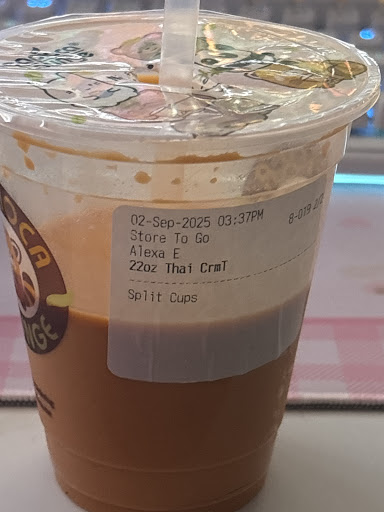 02-Sep-2025 03:37PM
Store To Go
Alexa E
22oz Thai CrmT
Split Cups